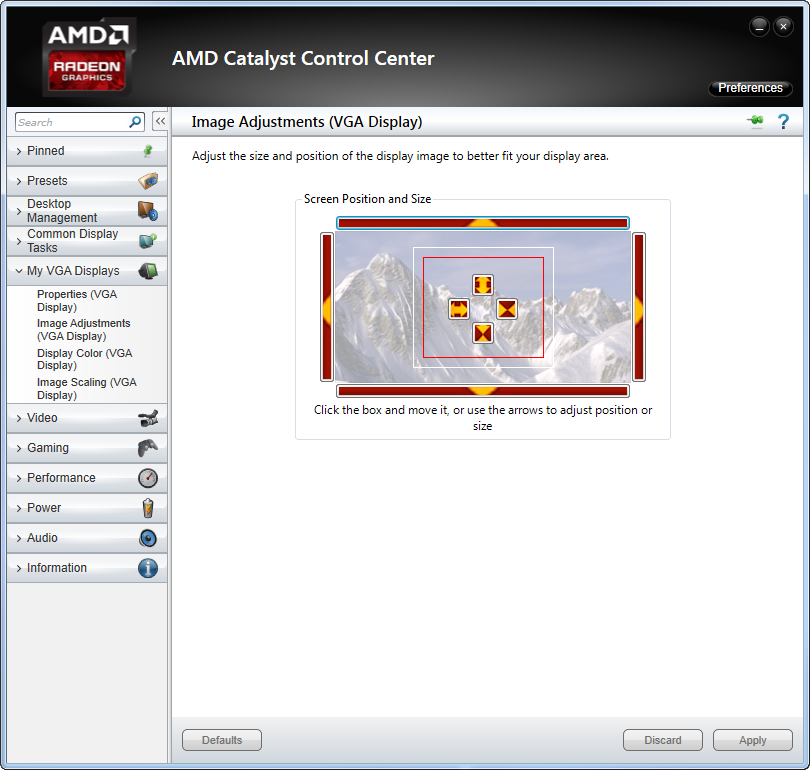 AMD
RADEON
GRAPHICS
AMD Catalyst Control Center
Preferences
Search
Image Adjustments (VGA Display)
?
Pinned
Presets
Desktop
Management
Common Display
Tasks
My VGA Displays
Properties (VGA
Display)
Image Adjustments
(VGA Display)
Display Color (VGA
Display)
Image Scaling (VGA
Display)
Video
Gaming
Performance
Power
Audio
Information
Adjust the size and position of the display image to better fit your display area.
Screen Position and Size
Click the box and move it, or use the arrows to adjust position or
size
Defaults
Discard
Apply